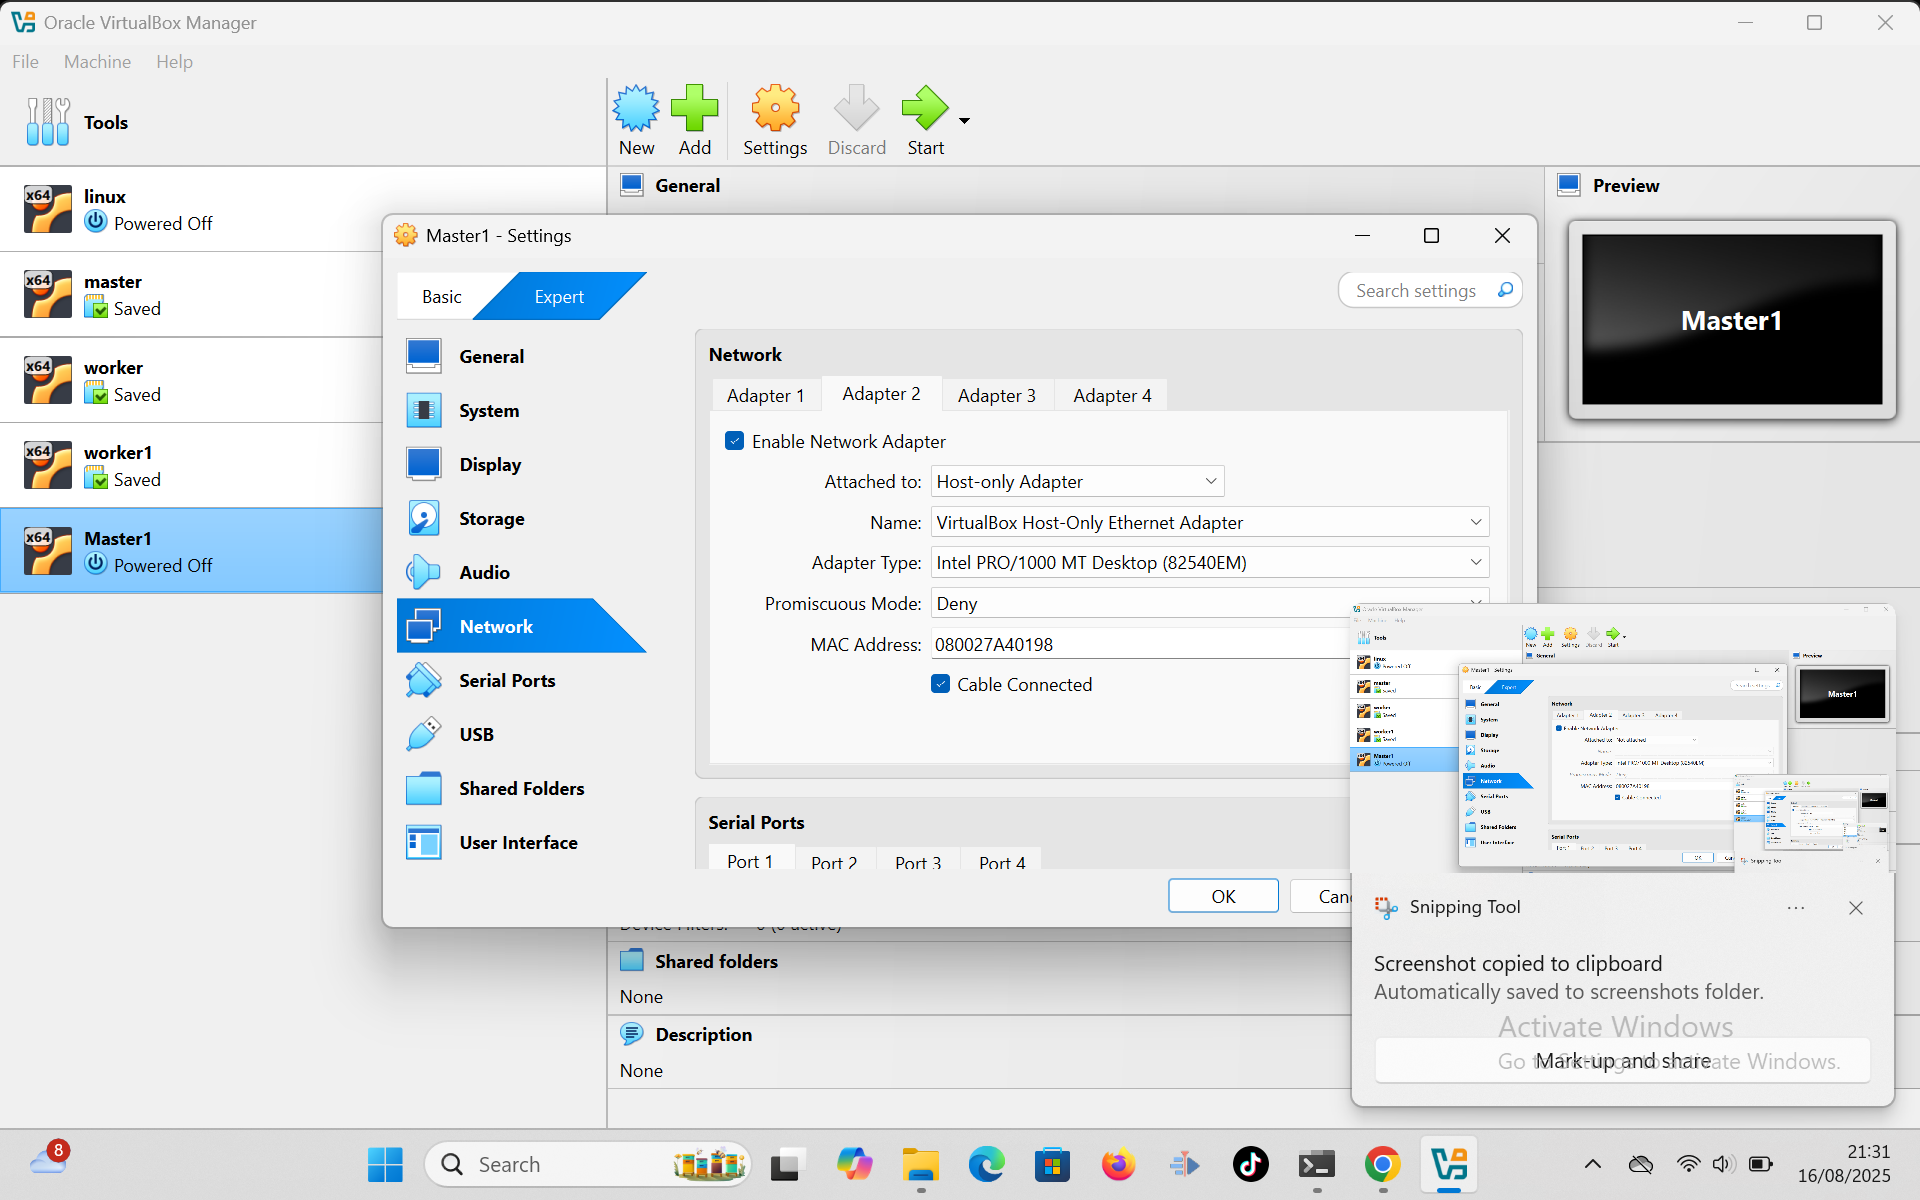 Oracle VirtualBox Manager
File Machine Help
Tools
New Add Settings Discard Start
linux
Powered Off
master
Saved
worker
Saved
worker1
Saved
Master1
Powered Off
General
Preview
Master1
Master1 - Settings
Basic Expert
Search settings
General
System
Display
Storage
Audio
Network
Serial Ports
USB
Shared Folders
User Interface
Network
Adapter 1 Adapter 2 Adapter 3 Adapter 4
Enable Network Adapter
Attached to: Host-only Adapter
Name: VirtualBox Host-Only Ethernet Adapter
Adapter Type: Intel PRO/1000 MT Desktop (82540EM)
Promiscuous Mode: Deny
MAC Address: 080027A40198
Cable Connected
Serial Ports
Port 1 Port 2 Port 3 Port 4
OK Canc
Device Filters: 0 (0 active)
Shared folders
None
Description
None
Snipping Tool
Screenshot copied to clipboard
Automatically saved to screenshots folder.
Activate Windows
Go to Settings to activate Windows.
Mark-up and share
8
Search
21:31
16/08/2025